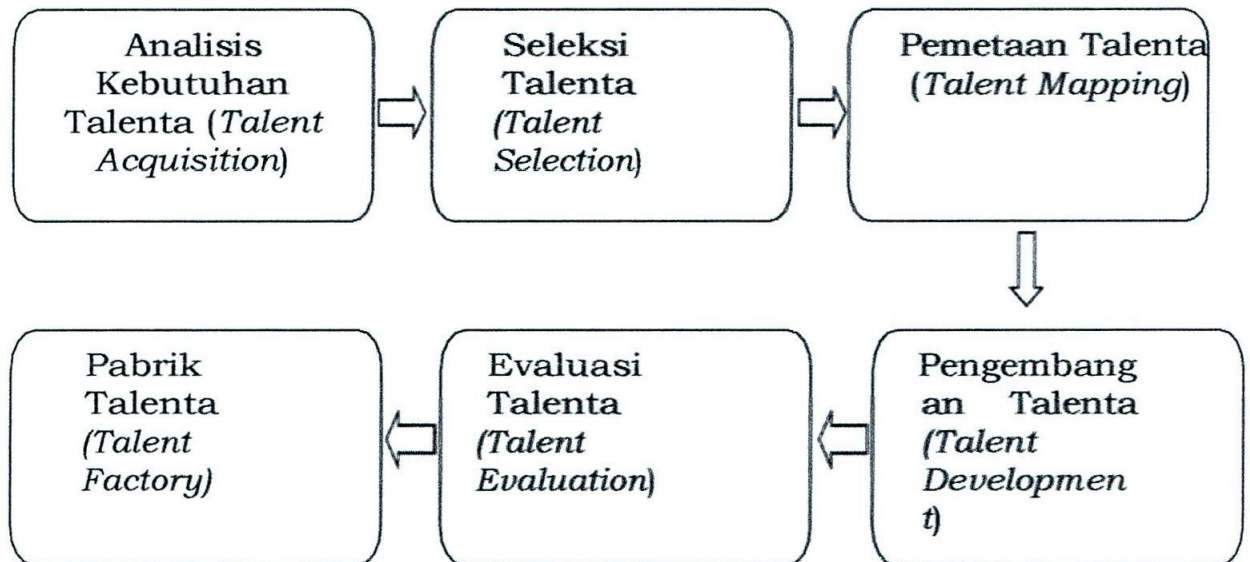 Analisis
Kebutuhan
Talenta (Talent
Acquisition)
Seleksi
Talenta
(Talent
Selection)
Pemetaan Talenta
(Talent Mapping)
Pengembang
an Talenta
(Talent
Developmen
t)
Evaluasi
Talenta
(Talent
Evaluation)
Pabrik
Talenta
(Talent
Factory)